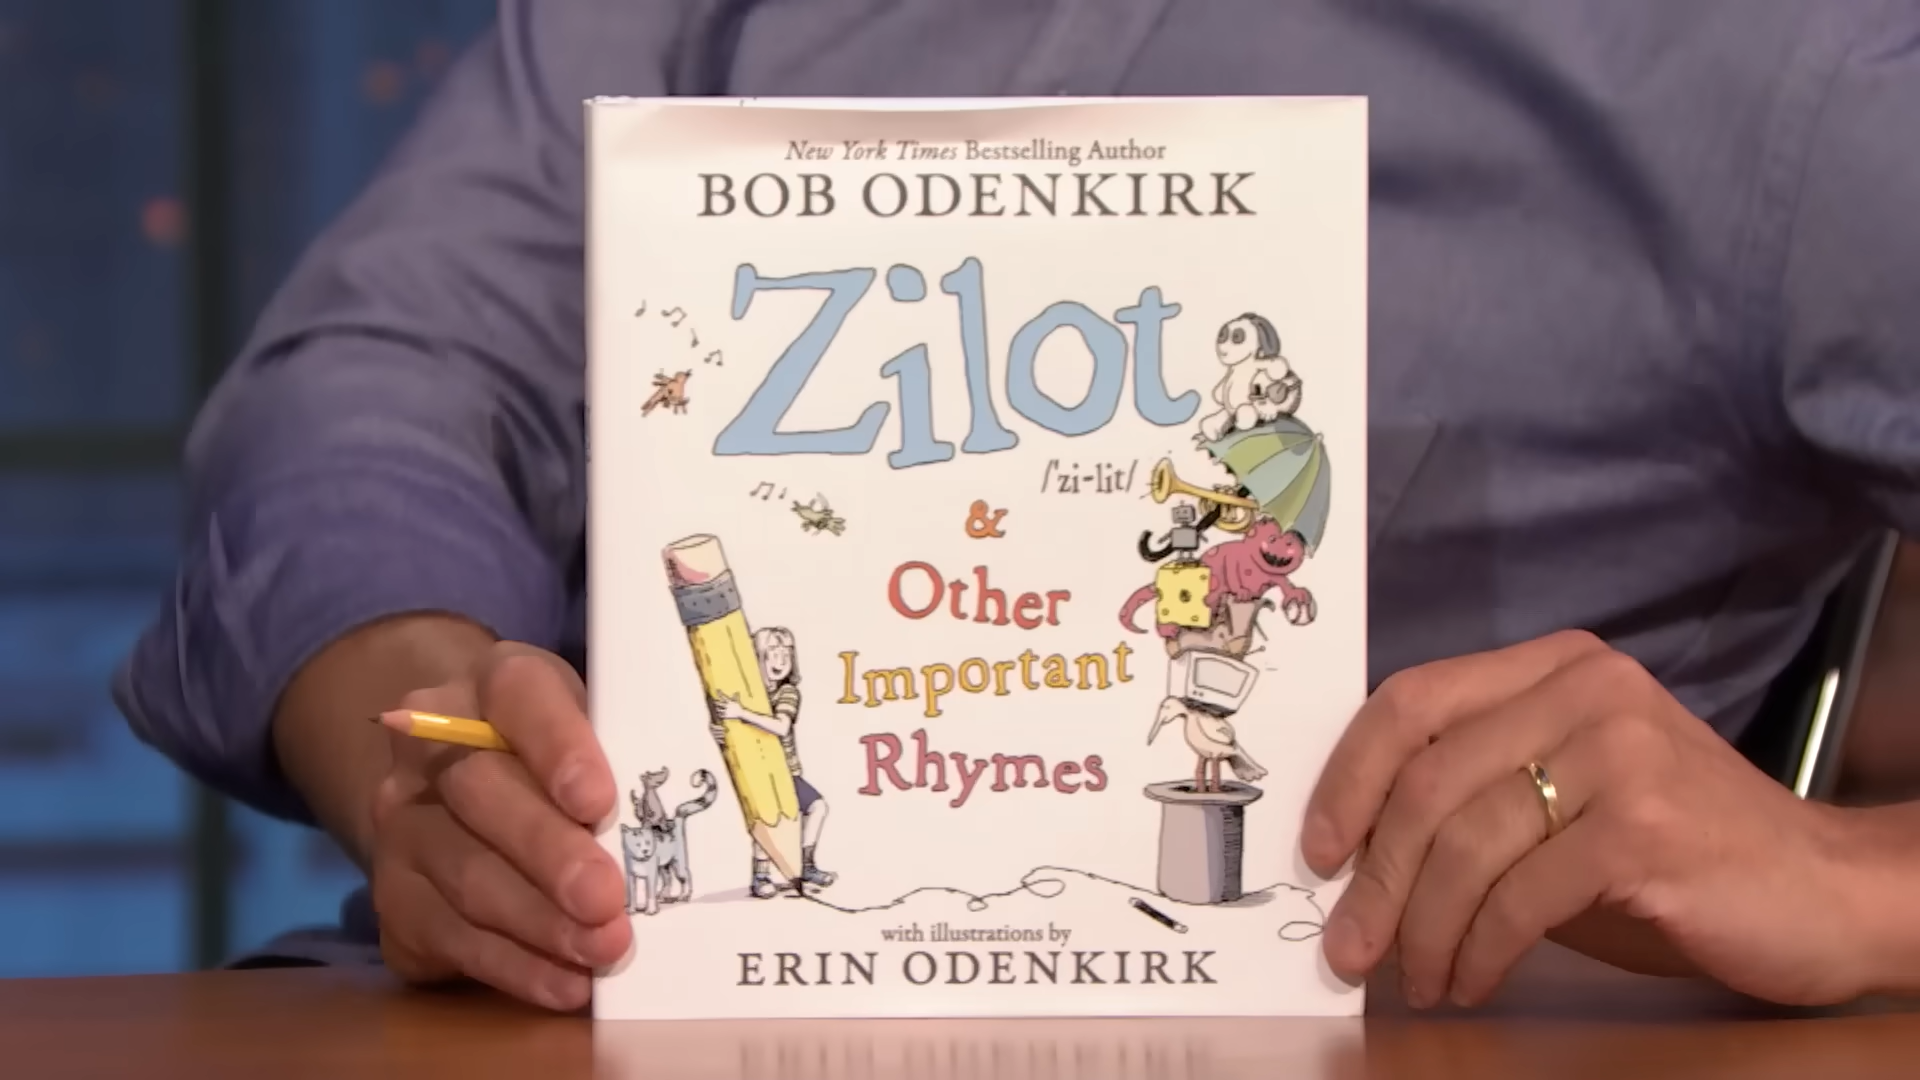 New York Times Bestselling Author
BOB ODENKIRK
Zilot
/'zi-lit/
&
Other
Important
Rhymes
with illustrations by
ERIN ODENKIRK